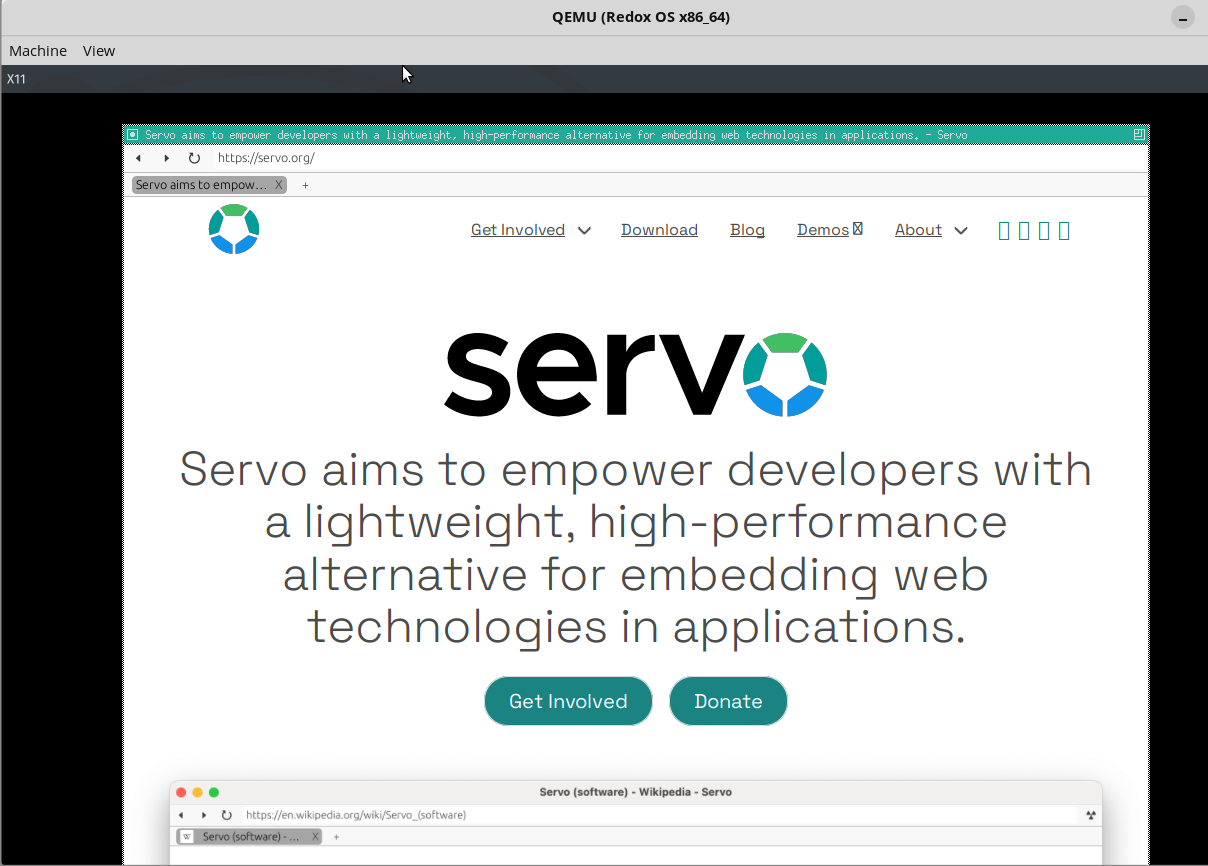 QEMU (Redox OS x86_64)
Machine View
X11
Servo aims to empower developers with a lightweight, high-performance alternative for embedding web technologies in applications. - Servo
https://servo.org/
Servo aims to empow... X +
Get Involved Download Blog Demos About
servo
Servo aims to empower developers with
a lightweight, high-performance
alternative for embedding web
technologies in applications.
Get Involved Donate
Servo (software) - Wikipedia - Servo
https://en.wikipedia.org/wiki/Servo_(software)
W Servo (software) - ... X +